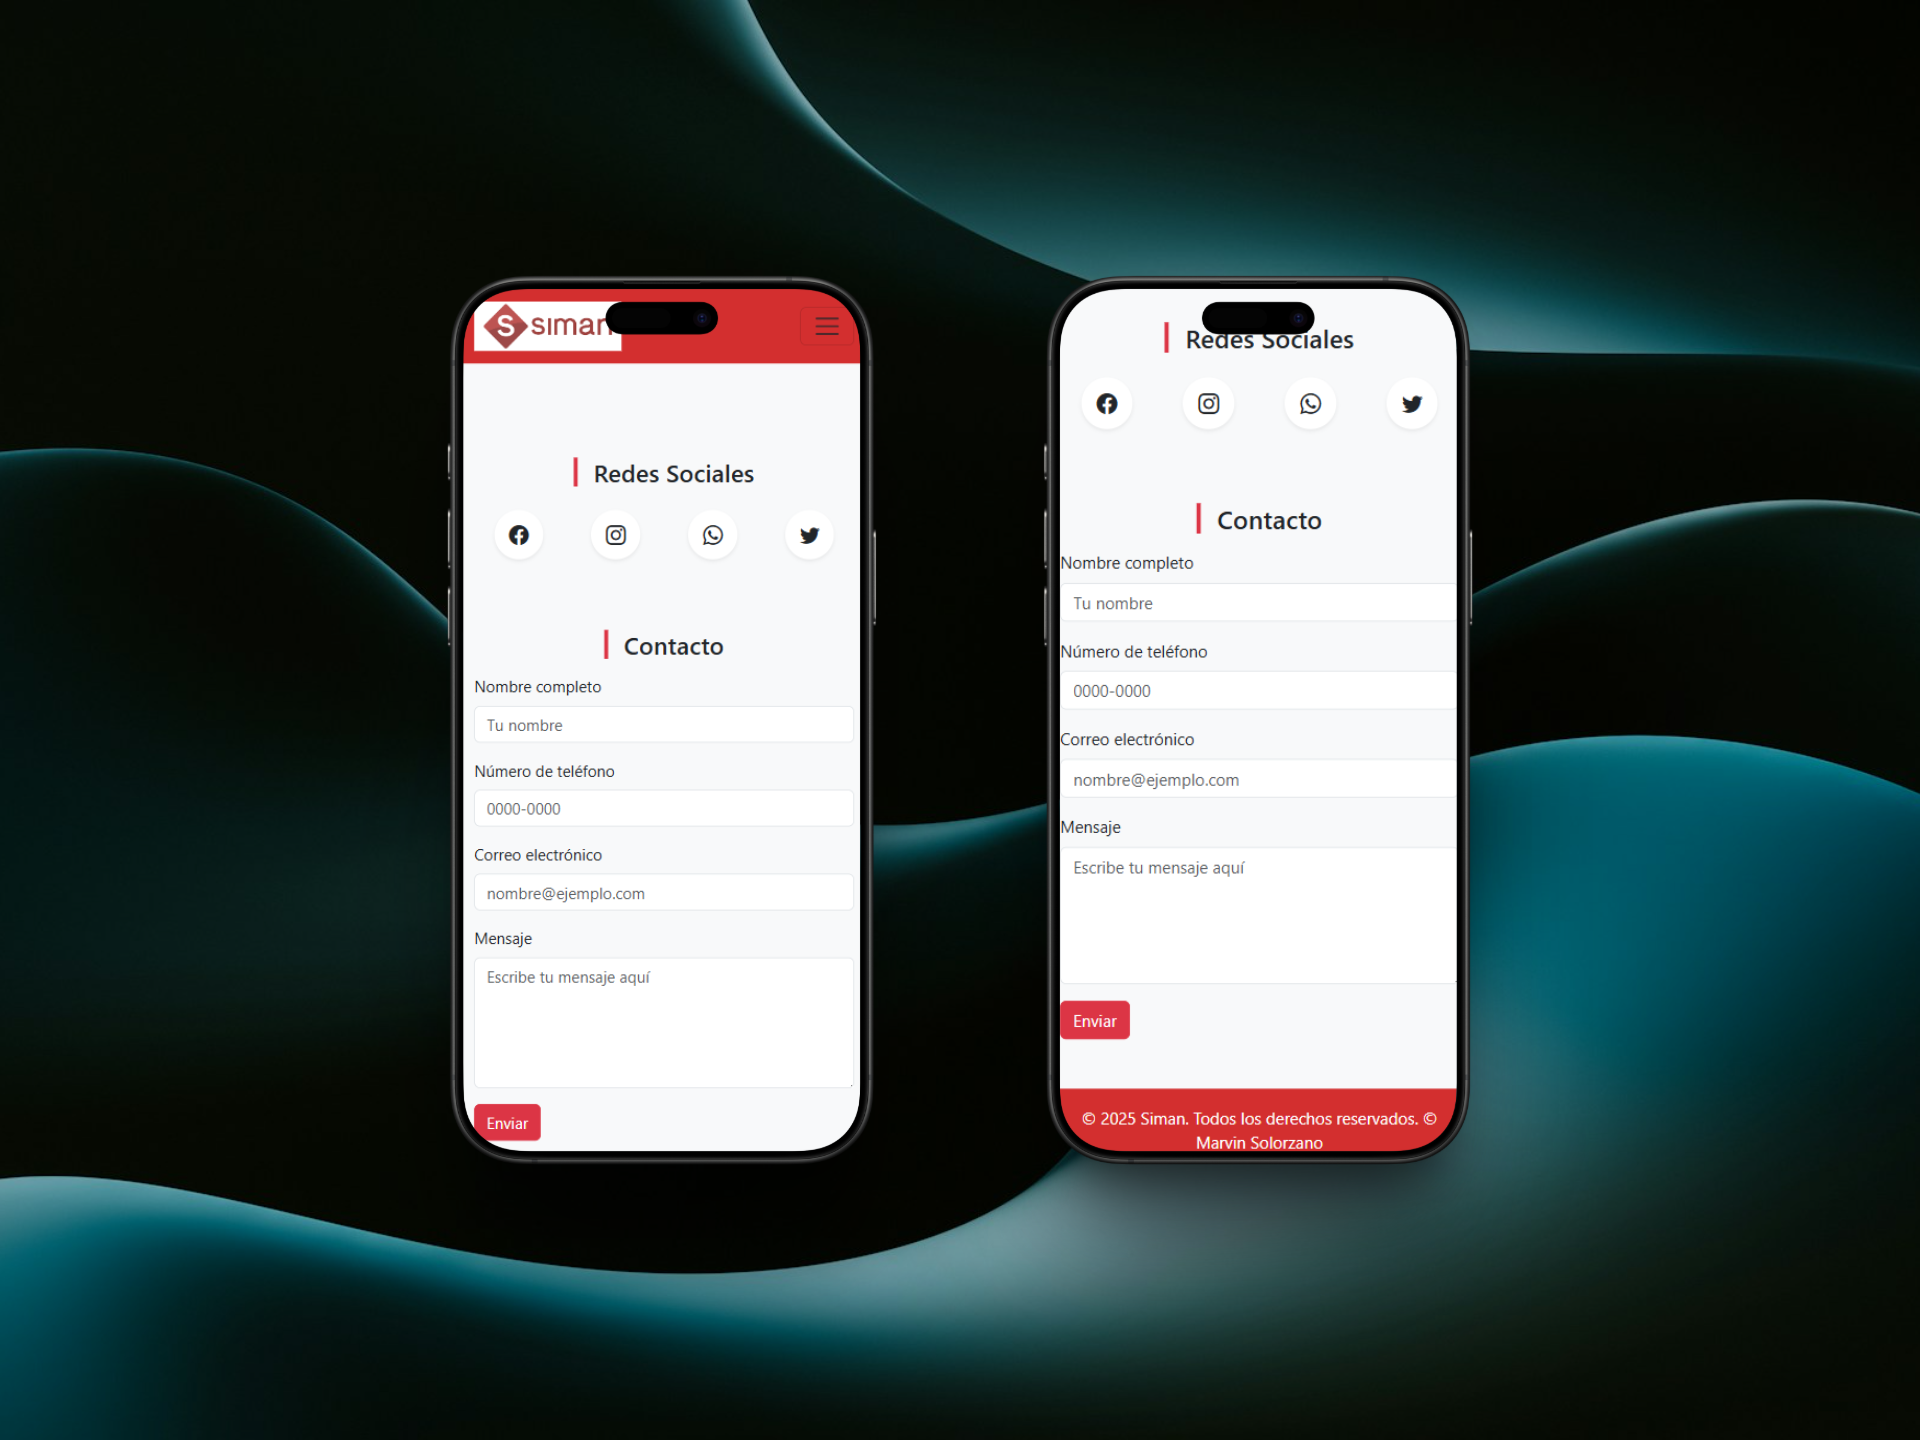 S siman
Redes Sociales
Contacto
Nombre completo
Tu nombre
Número de teléfono
0000-0000
Correo electrónico
nombre@ejemplo.com
Mensaje
Escribe tu mensaje aquí
Enviar
Redes Sociales
Contacto
Nombre completo
Tu nombre
Número de teléfono
0000-0000
Correo electrónico
nombre@ejemplo.com
Mensaje
Escribe tu mensaje aquí
Enviar
© 2025 Siman. Todos los derechos reservados. ©
Marvin Solorzano